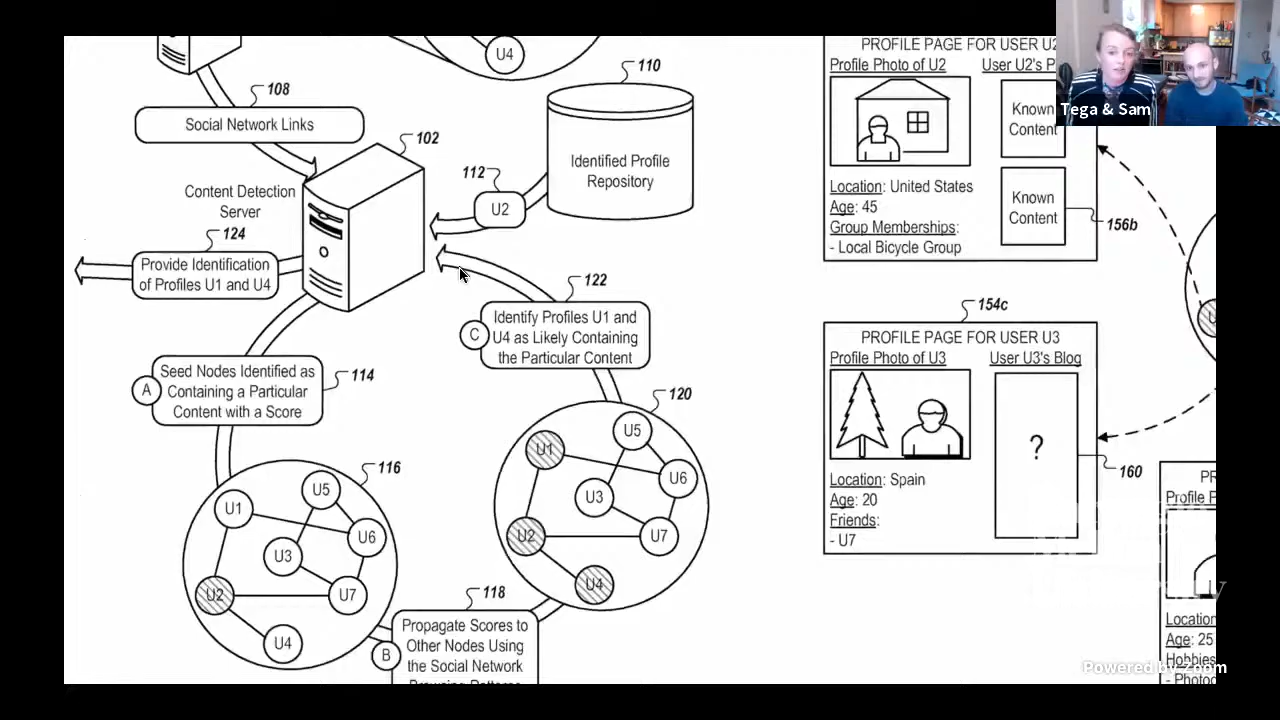 U4
108
Social Network Links
102
Content Detection
Server
124
Provide Identification
of Profiles U1 and U4
112
U2
110
Identified Profile
Repository
122
C
Identify Profiles U1 and
U4 as Likely Containing
the Particular Content
A
Seed Nodes Identified as
Containing a Particular
Content with a Score
114
116
U1
U5
U6
U3
U2
U7
U4
120
U1
U5
U6
U3
U2
U7
U4
118
B
Propagate Scores to
Other Nodes Using
the Social Network
PROFILE PAGE FOR USER U2
Profile Photo of U2
User U2's P
Known
Content
Known
Content
Location: United States
Age: 45
Group Memberships:
- Local Bicycle Group
156b
154c
PROFILE PAGE FOR USER U3
Profile Photo of U3
User U3's Blog
?
Location: Spain
Age: 20
Friends:
- U7
160
Profile P
Location
Age: 25
Hobbies
- Photog
Tega & Sam
Powered by Zoom